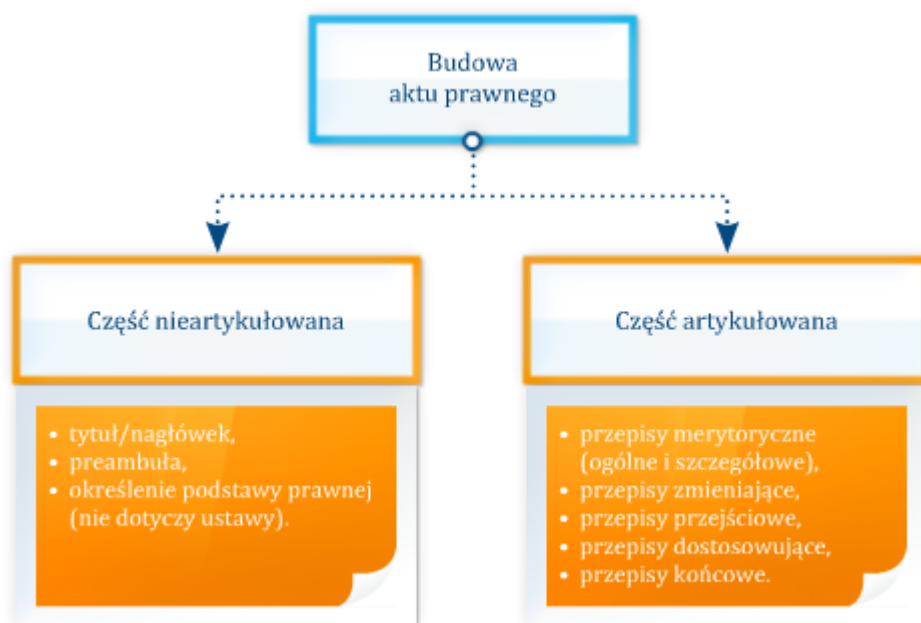 Budowa
aktu prawnego
Część nieartykułowana
Część artykułowana
• tytuł/nagłówek,
• preambuła,
• określenie podstawy prawnej
(nie dotyczy ustawy).
• przepisy merytoryczne
(ogólne i szczegółowe),
• przepisy zmieniające,
• przepisy przejściowe,
• przepisy dostosowujące,
• przepisy końcowe.